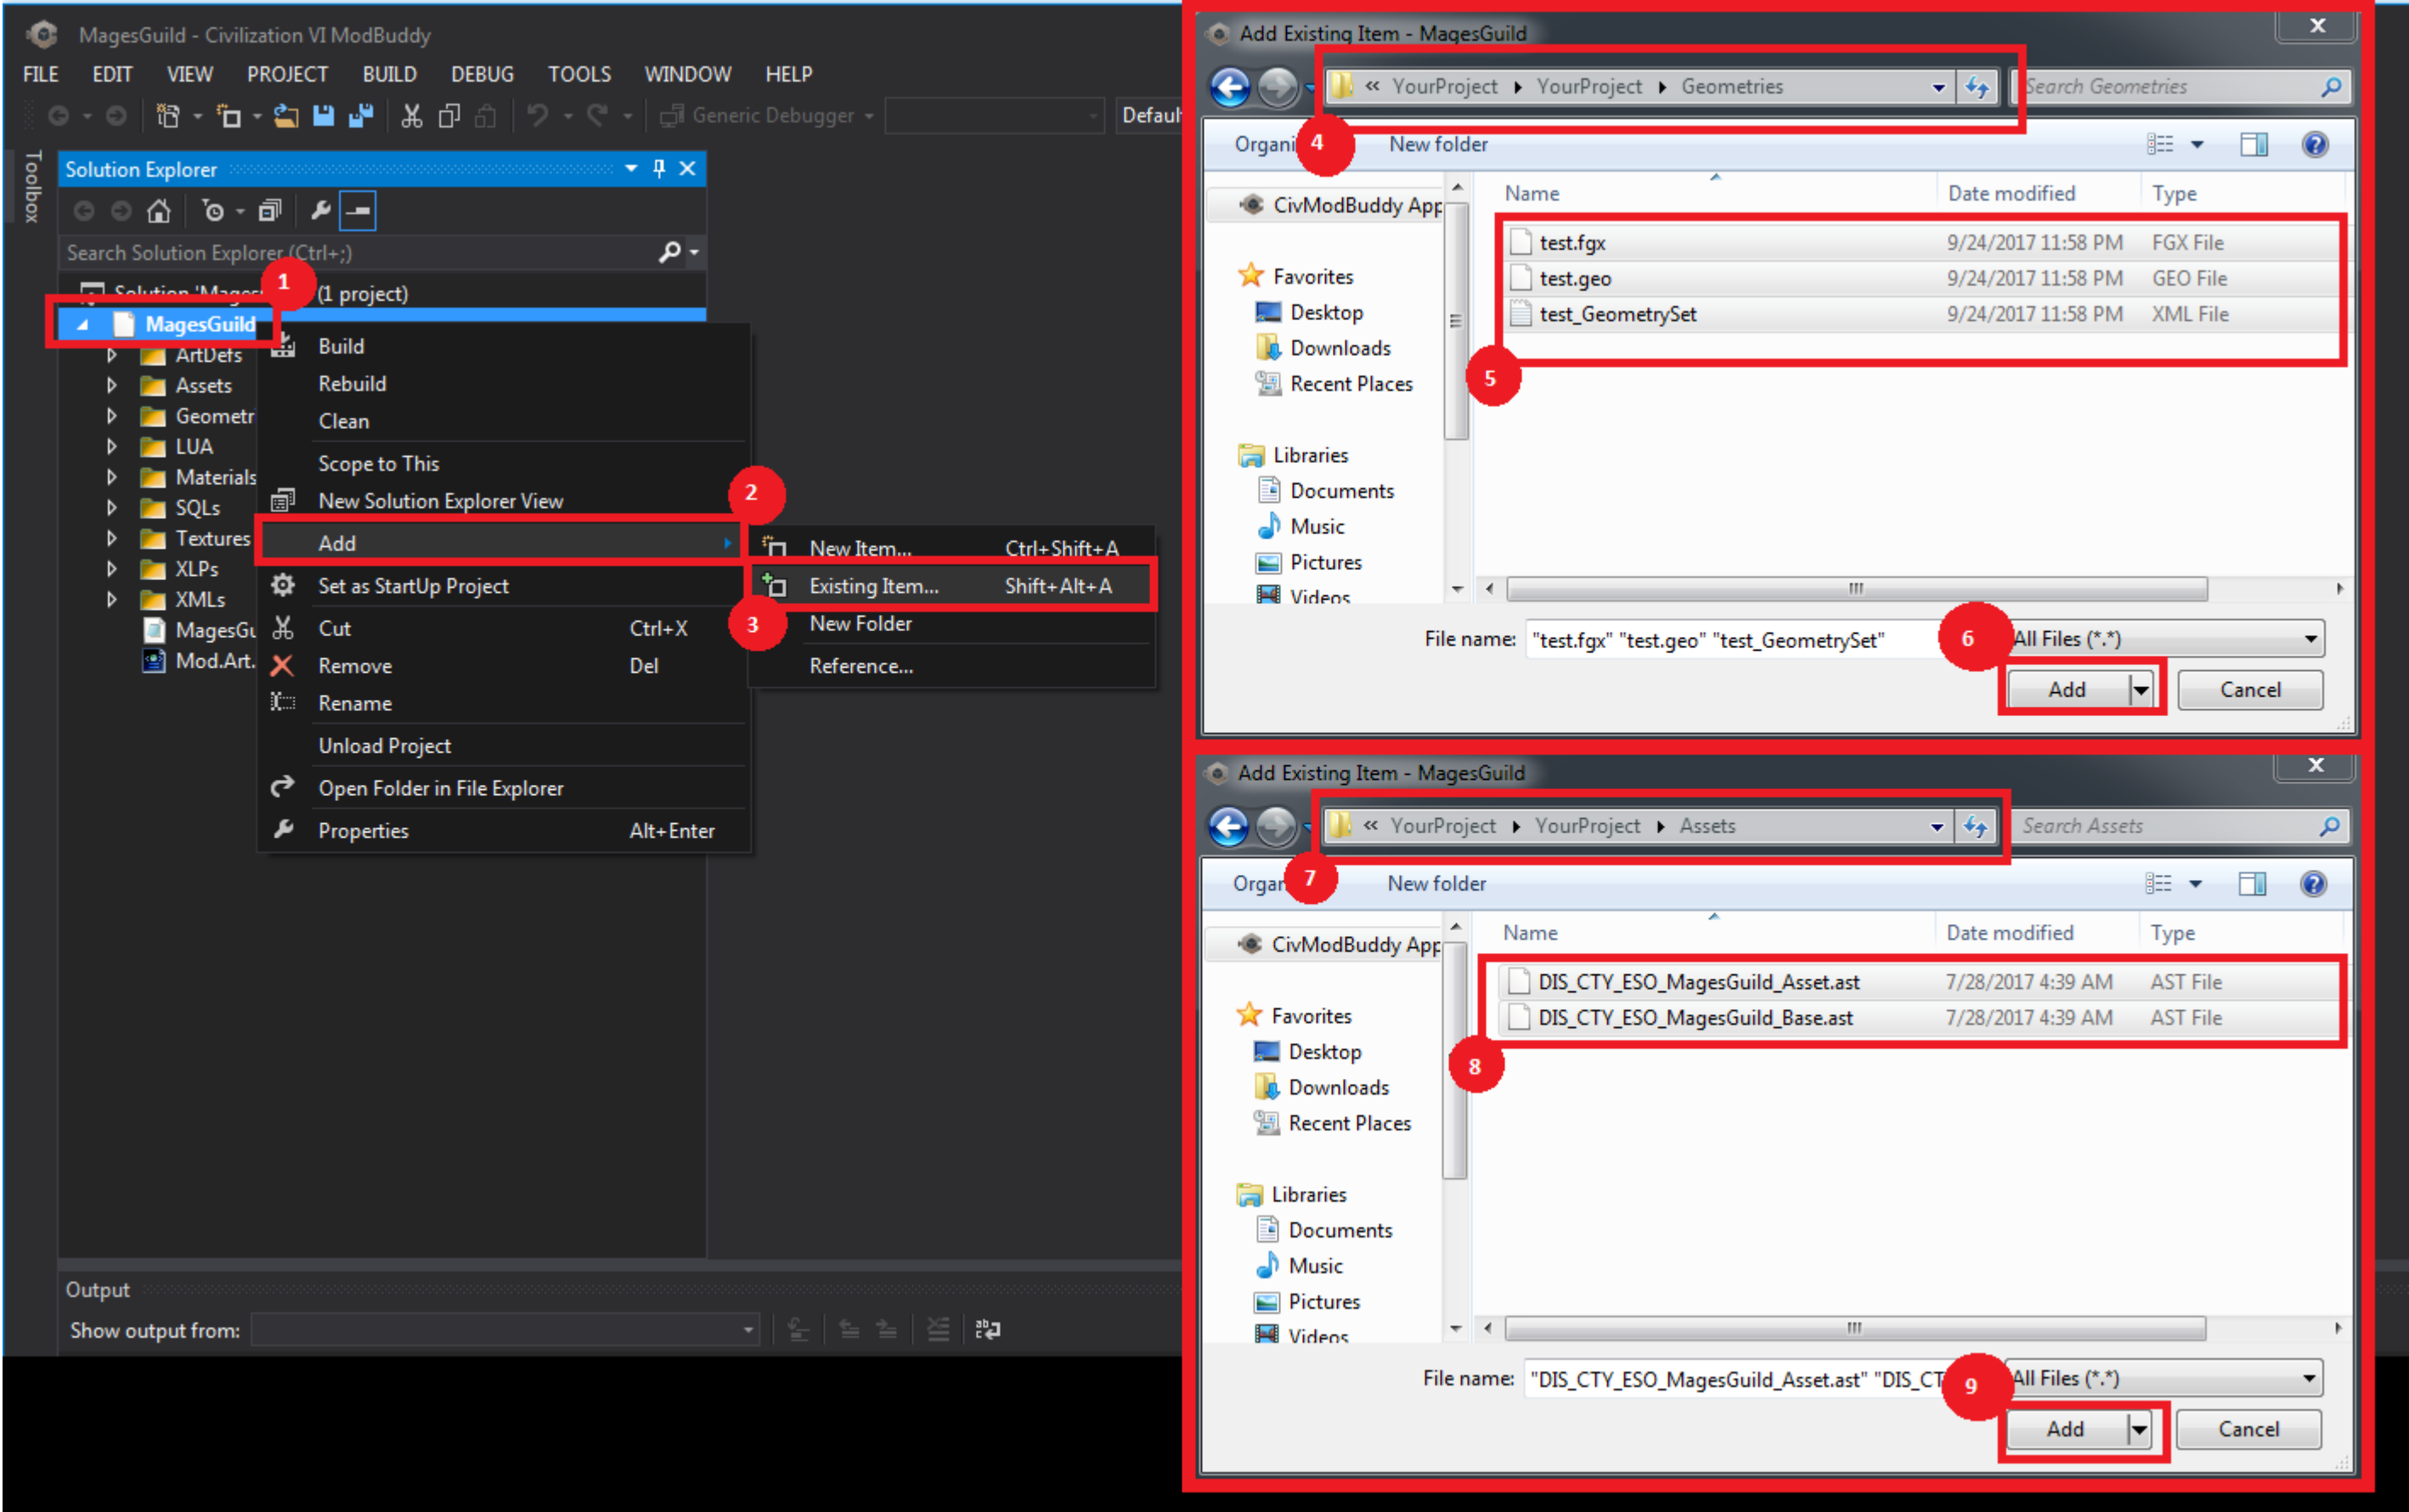 MagesGuild - Civilization VI ModBuddy
FILE EDIT VIEW PROJECT BUILD DEBUG TOOLS WINDOW HELP
Generic Debugger
Defaul
Toolbox
Solution Explorer
Search Solution Explorer (Ctrl+;)
1
Solution 'Mages (1 project)
MagesGuild
ArtDefs
Assets
Geometr
LUA
Materials
SQLs
Textures
XLPs
XMLs
MagesGu
Mod.Art.
Build
Rebuild
Clean
Scope to This
New Solution Explorer View
2
Add
Set as StartUp Project
Cut Ctrl+X
Remove Del
Rename
Unload Project
Open Folder in File Explorer
Properties Alt+Enter
New Item... Ctrl+Shift+A
Existing Item... Shift+Alt+A
3
New Folder
Reference...
Output
Show output from:
Add Existing Item - MagesGuild
x
« YourProject YourProject Geometries
Search Geometries
Organi
4
New folder
Name Date modified Type
test.fgx 9/24/2017 11:58 PM FGX File
test.geo 9/24/2017 11:58 PM GEO File
test_GeometrySet 9/24/2017 11:58 PM XML File
5
CivModBuddy App
Favorites
Desktop
Downloads
Recent Places
Libraries
Documents
Music
Pictures
Videos
File name: "test.fgx" "test.geo" "test_GeometrySet"
6
All Files (*.*)
Add Cancel
Add Existing Item - MagesGuild
x
« YourProject YourProject Assets
Search Assets
Organ
7
New folder
Name Date modified Type
DIS_CTY_ESO_MagesGuild_Asset.ast 7/28/2017 4:39 AM AST File
DIS_CTY_ESO_MagesGuild_Base.ast 7/28/2017 4:39 AM AST File
8
CivModBuddy App
Favorites
Desktop
Downloads
Recent Places
Libraries
Documents
Music
Pictures
Videos
File name: "DIS_CTY_ESO_MagesGuild_Asset.ast" "DIS_CT
9
All Files (*.*)
Add Cancel